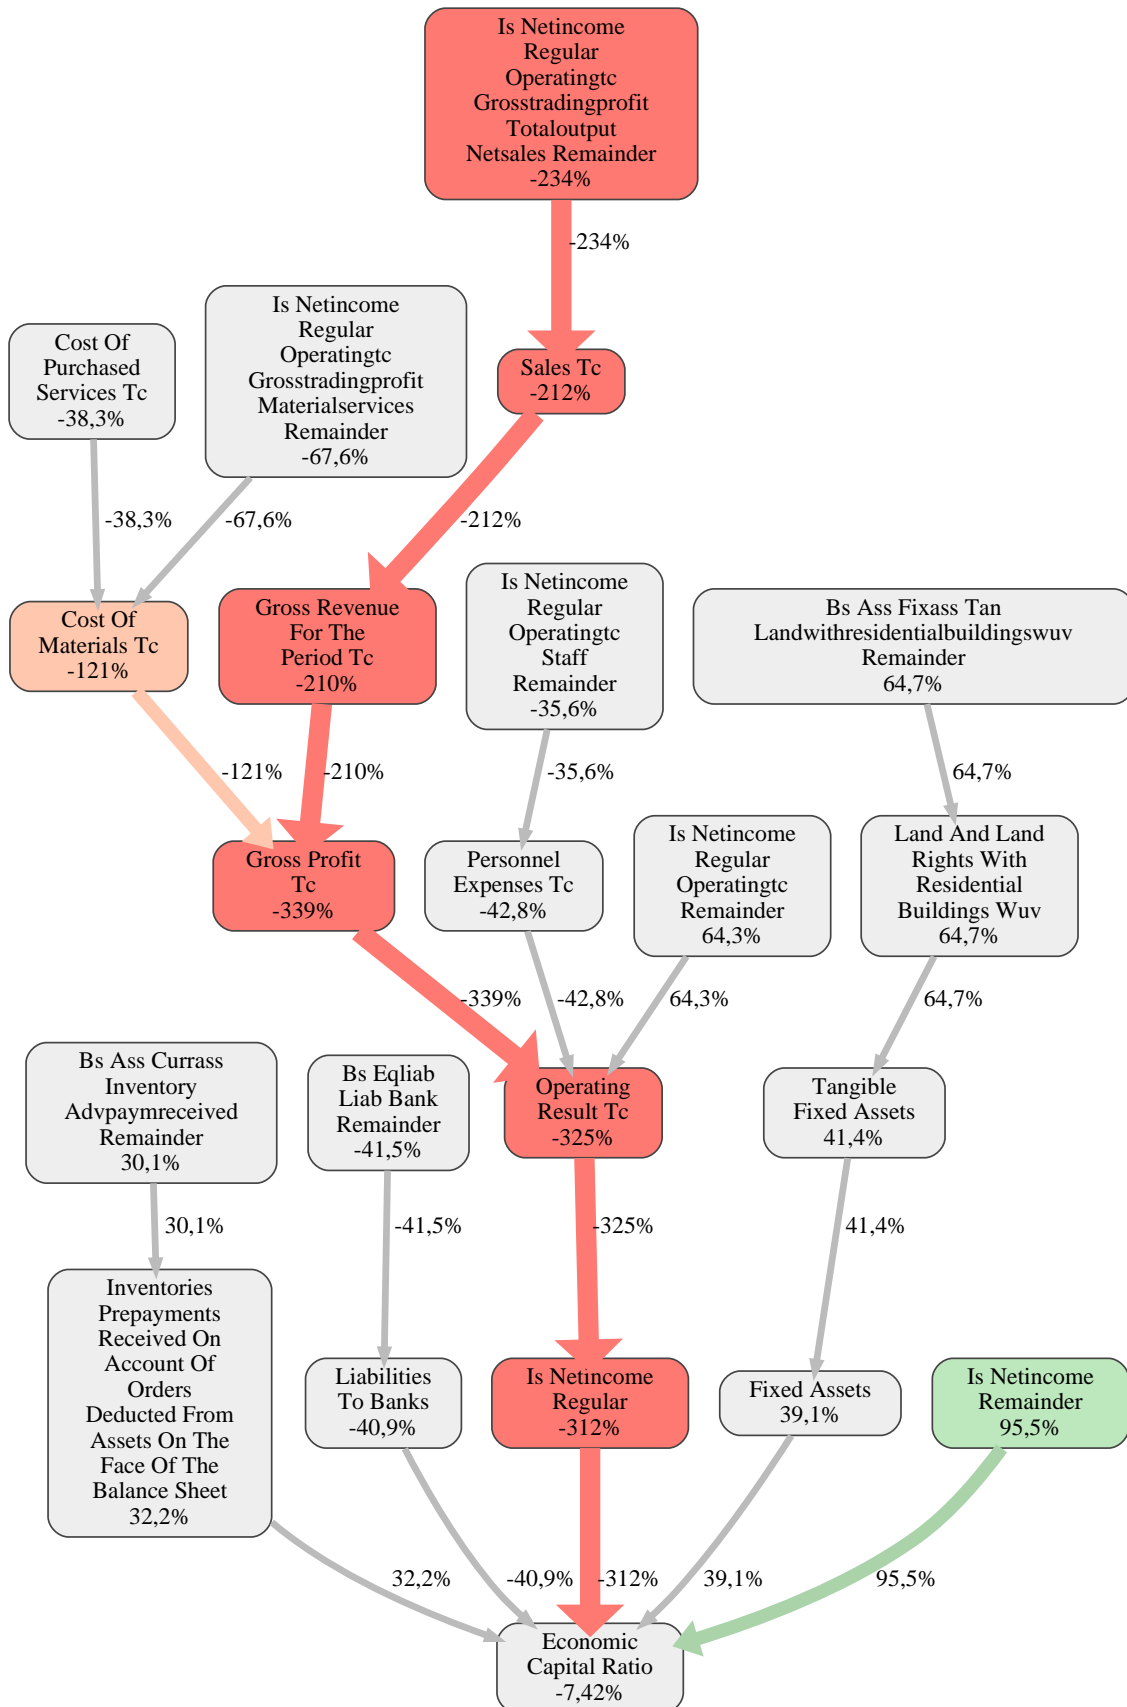 Is Netincome
Regular
Operatingtc
Grosstradingprofit
Totaloutput
Netsales Remainder
-234%
-234%
Is Netincome
Regular
Operatingtc
Grosstradingprofit
Materialservices
Remainder
-67,6%
Cost Of
Purchased
Services Tc
-38,3%
Sales Tc
-212%
-38,3%
-67,6%
-212%
Cost Of
Materials Tc
-121%
Gross Revenue
For The
Period Tc
-210%
Is Netincome
Regular
Operatingtc
Staff
Remainder
-35,6%
Bs Ass Fixass Tan
Landwithresidentialbuildingswuv
Remainder
64,7%
-121%
-210%
-35,6%
64,7%
Gross Profit
Tc
-339%
Personnel
Expenses Tc
-42,8%
Is Netincome
Regular
Operatingtc
Remainder
64,3%
Land And Land
Rights With
Residential
Buildings Wuv
64,7%
-339%
-42,8%
64,3%
64,7%
Bs Ass Currass
Inventory
Advpaymreceived
Remainder
30,1%
Bs Eqliab
Liab Bank
Remainder
-41,5%
Operating
Result Tc
-325%
Tangible
Fixed Assets
41,4%
30,1%
-41,5%
-325%
41,4%
Inventories
Prepayments
Received On
Account Of
Orders
Deducted From
Assets On The
Face Of The
Balance Sheet
32,2%
Liabilities
To Banks
-40,9%
Is Netincome
Regular
-312%
Fixed Assets
39,1%
Is Netincome
Remainder
95,5%
32,2%
-40,9%
-312%
39,1%
95,5%
Economic
Capital Ratio
-7,42%